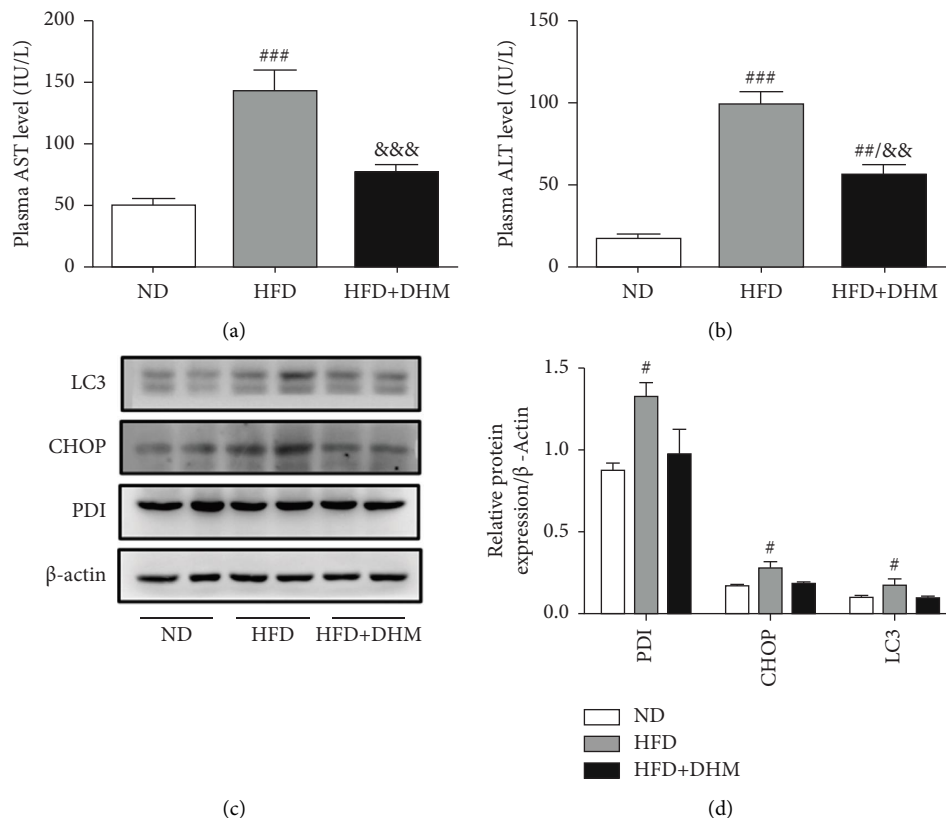 Plasma AST level (IU/L)
200
150
100
50
0
###
&&&
ND
HFD
HFD+DHM
(a)
Plasma ALT level (IU/L)
150
100
50
0
###
##/&&
ND
HFD
HFD+DHM
(b)
LC3
CHOP
PDI
β-actin
ND
HFD
HFD+DHM
(c)
Relative protein
expression/β -Actin
1.5
1.0
0.5
0.0
#
#
#
PDI
CHOP
LC3
ND
HFD
HFD+DHM
(d)